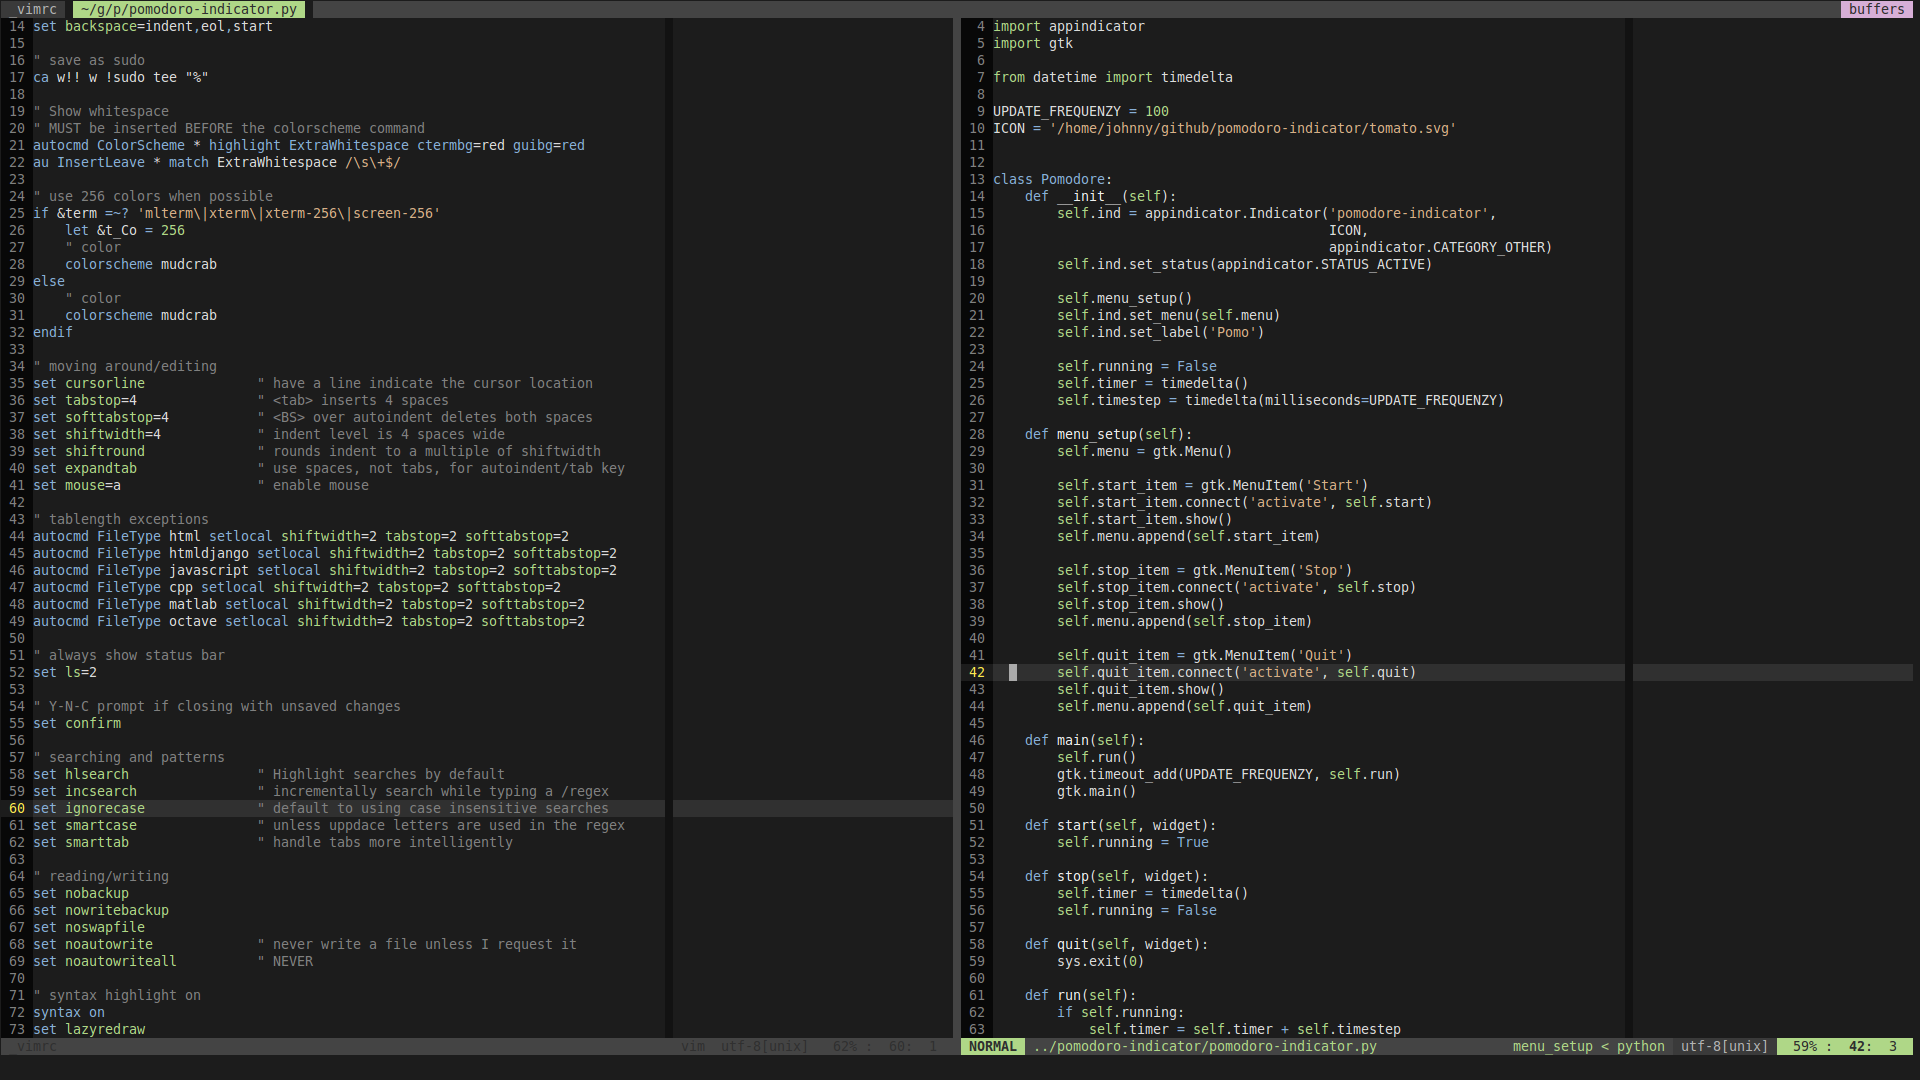 _vimrc  ~/g/p/pomodoro-indicator.py  buffers
14 set backspace=indent,eol,start
15
16 " save as sudo
17 ca w!! w !sudo tee "%"
18
19 " Show whitespace
20 " MUST be inserted BEFORE the colorscheme command
21 autocmd ColorScheme * highlight ExtraWhitespace ctermbg=red guibg=red
22 au InsertLeave * match ExtraWhitespace /\s\+$/
23
24 " use 256 colors when possible
25 if &term =~? 'mlterm\|xterm\|xterm-256\|screen-256'
26     let &t_Co = 256
27     " color
28     colorscheme mudcrab
29 else
30     " color
31     colorscheme mudcrab
32 endif
33
34 " moving around/editing
35 set cursorline              " have a line indicate the cursor location
36 set tabstop=4               " <tab> inserts 4 spaces
37 set softtabstop=4           " <BS> over autoindent deletes both spaces
38 set shiftwidth=4            " indent level is 4 spaces wide
39 set shiftround              " rounds indent to a multiple of shiftwidth
40 set expandtab               " use spaces, not tabs, for autoindent/tab key
41 set mouse=a                 " enable mouse
42
43 " tablength exceptions
44 autocmd FileType html setlocal shiftwidth=2 tabstop=2 softtabstop=2
45 autocmd FileType htmldjango setlocal shiftwidth=2 tabstop=2 softtabstop=2
46 autocmd FileType javascript setlocal shiftwidth=2 tabstop=2 softtabstop=2
47 autocmd FileType cpp setlocal shiftwidth=2 tabstop=2 softtabstop=2
48 autocmd FileType matlab setlocal shiftwidth=2 tabstop=2 softtabstop=2
49 autocmd FileType octave setlocal shiftwidth=2 tabstop=2 softtabstop=2
50
51 " always show status bar
52 set ls=2
53
54 " Y-N-C prompt if closing with unsaved changes
55 set confirm
56
57 " searching and patterns
58 set hlsearch                " Highlight searches by default
59 set incsearch               " incrementally search while typing a /regex
60 set ignorecase              " default to using case insensitive searches
61 set smartcase               " unless uppdace letters are used in the regex
62 set smarttab                " handle tabs more intelligently
63
64 " reading/writing
65 set nobackup
66 set nowritebackup
67 set noswapfile
68 set noautowrite             " never write a file unless I request it
69 set noautowriteall          " NEVER
70
71 " syntax highlight on
72 syntax on
73 set lazyredraw
_vimrc  vim  utf-8[unix]  62% :  60:  1
4 import appindicator
5 import gtk
6
7 from datetime import timedelta
8
9 UPDATE_FREQUENZY = 100
10 ICON = '/home/johnny/github/pomodoro-indicator/tomato.svg'
11
12
13 class Pomodore:
14     def __init__(self):
15         self.ind = appindicator.Indicator('pomodore-indicator',
16                                           ICON,
17                                           appindicator.CATEGORY_OTHER)
18         self.ind.set_status(appindicator.STATUS_ACTIVE)
19
20         self.menu_setup()
21         self.ind.set_menu(self.menu)
22         self.ind.set_label('Pomo')
23
24         self.running = False
25         self.timer = timedelta()
26         self.timestep = timedelta(milliseconds=UPDATE_FREQUENZY)
27
28     def menu_setup(self):
29         self.menu = gtk.Menu()
30
31         self.start_item = gtk.MenuItem('Start')
32         self.start_item.connect('activate', self.start)
33         self.start_item.show()
34         self.menu.append(self.start_item)
35
36         self.stop_item = gtk.MenuItem('Stop')
37         self.stop_item.connect('activate', self.stop)
38         self.stop_item.show()
39         self.menu.append(self.stop_item)
40
41         self.quit_item = gtk.MenuItem('Quit')
42         self.quit_item.connect('activate', self.quit)
43         self.quit_item.show()
44         self.menu.append(self.quit_item)
45
46     def main(self):
47         self.run()
48         gtk.timeout_add(UPDATE_FREQUENZY, self.run)
49         gtk.main()
50
51     def start(self, widget):
52         self.running = True
53
54     def stop(self, widget):
55         self.timer = timedelta()
56         self.running = False
57
58     def quit(self, widget):
59         sys.exit(0)
60
61     def run(self):
62         if self.running:
63             self.timer = self.timer + self.timestep
NORMAL  ../pomodoro-indicator/pomodoro-indicator.py  menu_setup < python  utf-8[unix]  59% :  42:  3